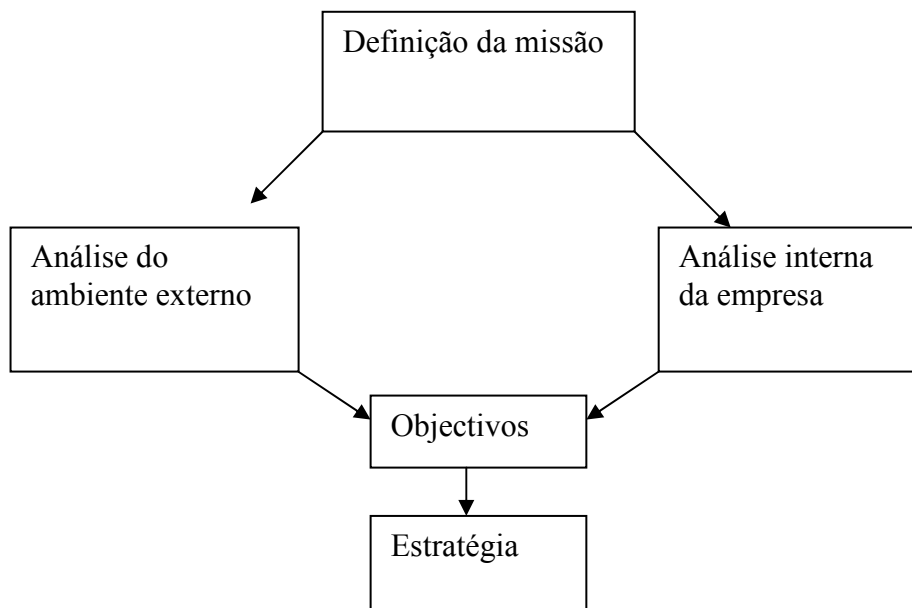 Definição da missão
Análise do
ambiente externo
Análise interna
da empresa
Objectivos
Estratégia